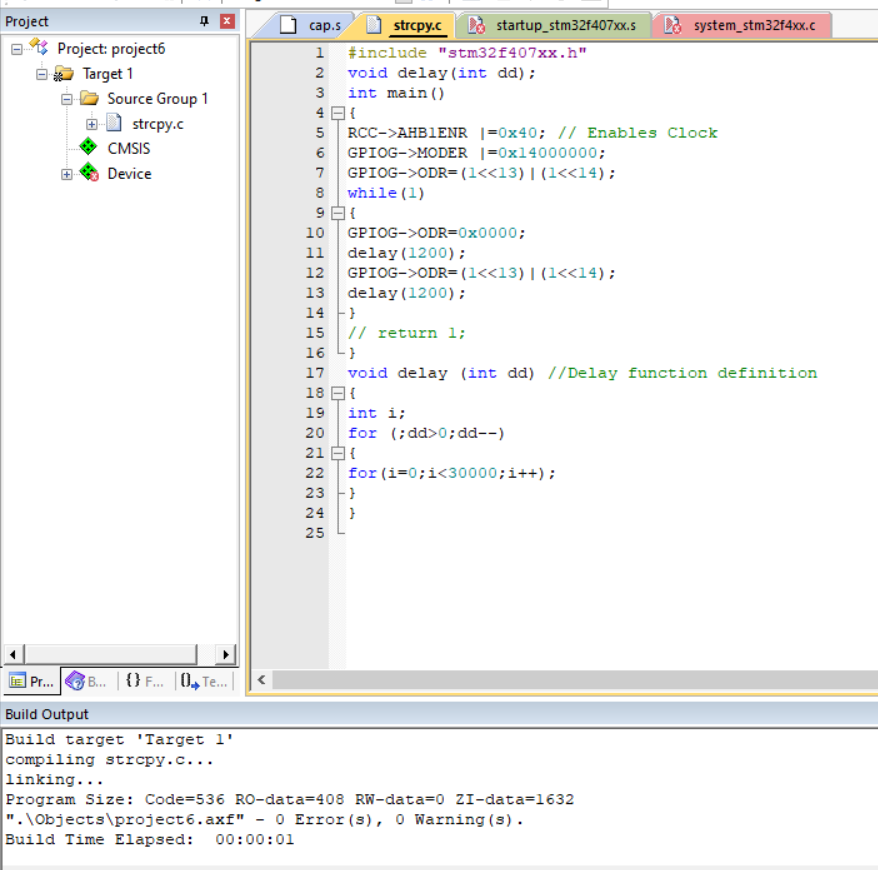 Project
Project: project6
Target 1
Source Group 1
strcpy.c
CMSIS
Device
Pr...
B...
{} F...
Te...
cap.s
strcpy.c
startup_stm32f407xx.s
system_stm32f4xx.c
1 #include "stm32f407xx.h"
2 void delay(int dd);
3 int main()
4 {
5 RCC->AHB1ENR |=0x40; // Enables Clock
6 GPIOG->MODER |=0x14000000;
7 GPIOG->ODR=(1<<13)|(1<<14);
8 while(1)
9 {
10 GPIOG->ODR=0x0000;
11 delay(1200);
12 GPIOG->ODR=(1<<13)|(1<<14);
13 delay(1200);
14 }
15 // return 1;
16 }
17 void delay (int dd) //Delay function definition
18 {
19 int i;
20 for (;dd>0;dd--)
21 {
22 for(i=0;i<30000;i++);
23 }
24 }
25
Build Output
Build target 'Target 1'
compiling strcpy.c...
linking...
Program Size: Code=536 RO-data=408 RW-data=0 ZI-data=1632
".\Objects\project6.axf" - 0 Error(s), 0 Warning(s).
Build Time Elapsed:  00:00:01